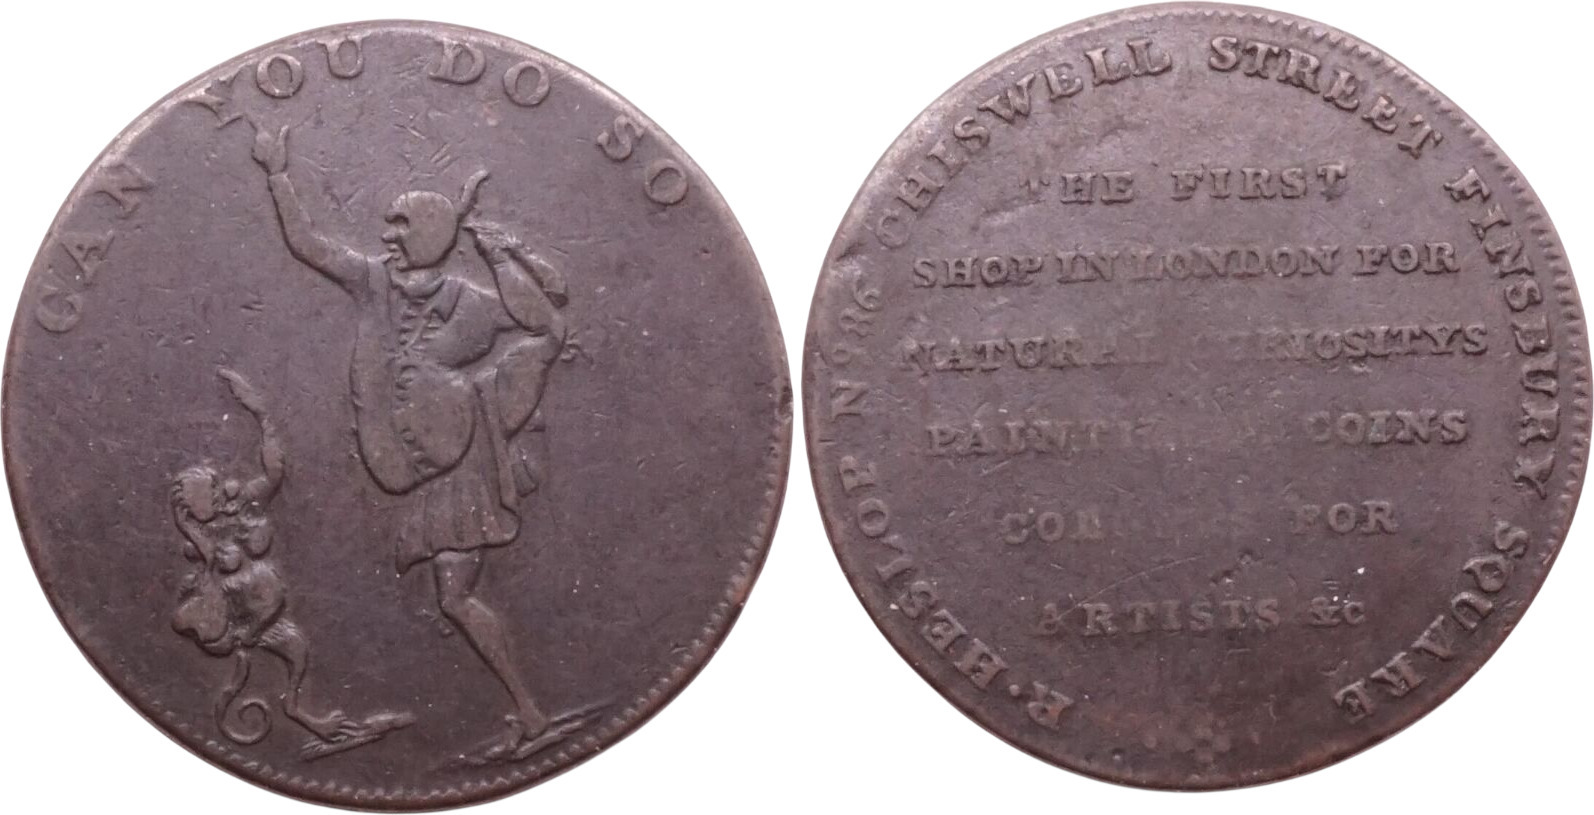 CAN YOU DO SO
R. HESLOP Nº 86 CHISWELL STREET FINSBURY SQUARE
THE FIRST
SHOP IN LONDON FOR
NATURAL CURIOSITYS
COINS
FOR
ARTISTS &c